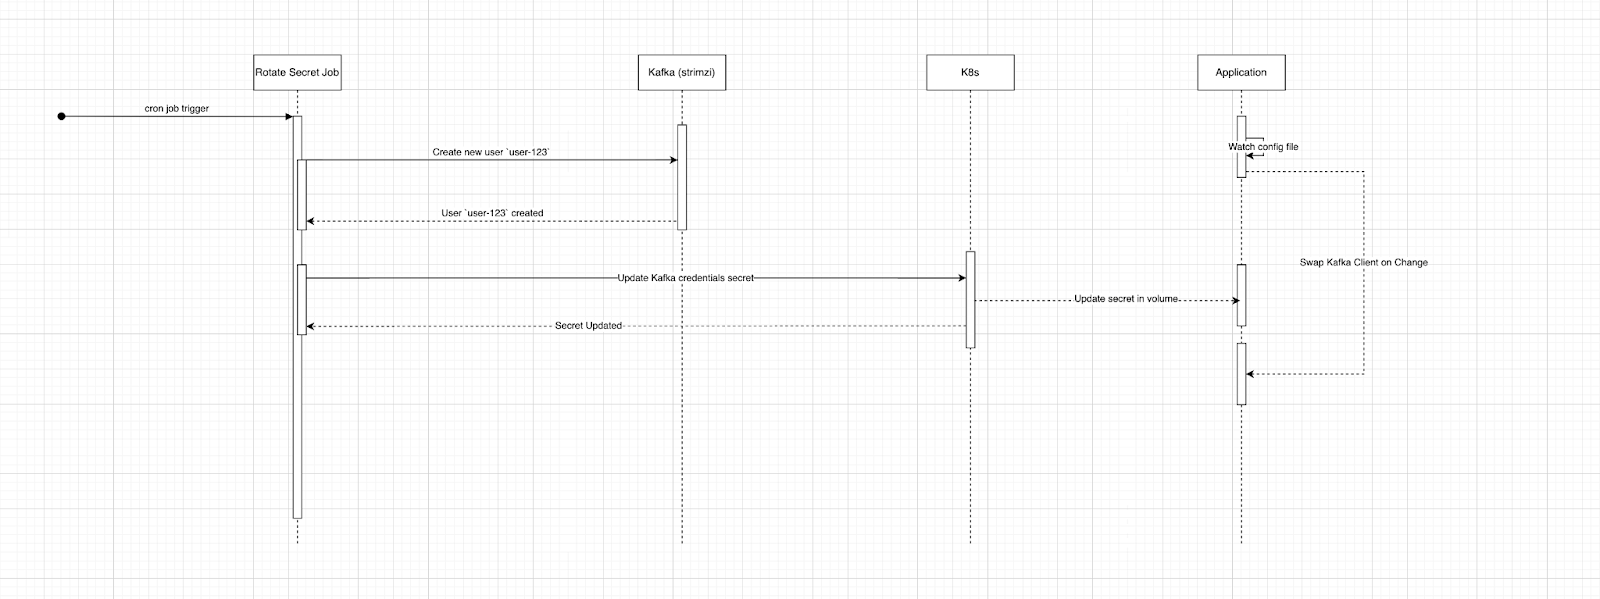 Rotate Secret Job
Kafka (strimzi)
K8s
Application
cron job trigger
Watch config file
Create new user `user-123`
User `user-123` created
Swap Kafka Client on Change
Update Kafka credentials secret
Update secret in volume
Secret Updated